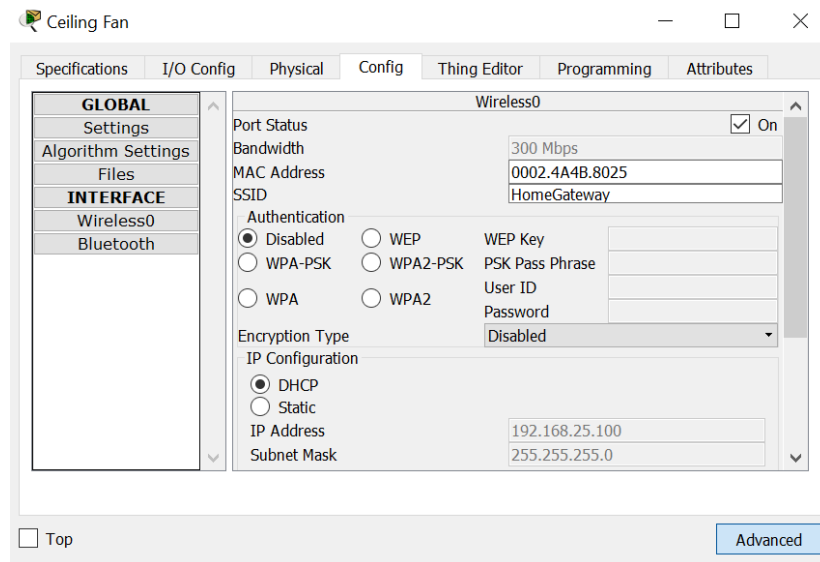 Ceiling Fan
Specifications I/O Config Physical Config Thing Editor Programming Attributes
GLOBAL
Settings
Algorithm Settings
Files
INTERFACE
Wireless0
Bluetooth
Wireless0
Port Status On
Bandwidth 300 Mbps
MAC Address 0002.4A4B.8025
SSID HomeGateway
Authentication
Disabled WEP WEP Key
WPA-PSK WPA2-PSK PSK Pass Phrase
User ID
WPA WPA2
Password
Encryption Type Disabled
IP Configuration
DHCP
Static
IP Address 192.168.25.100
Subnet Mask 255.255.255.0
Top Advanced